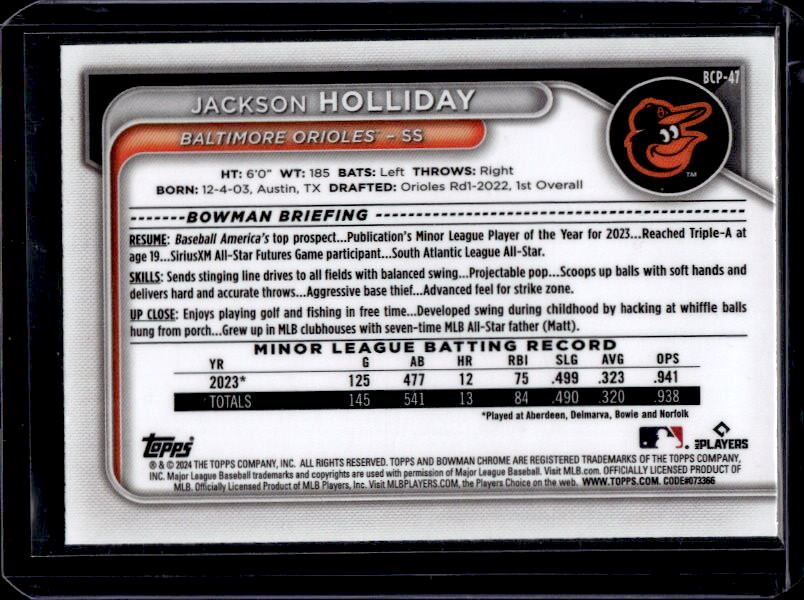 BCP-47
JACKSON HOLLIDAY
BALTIMORE ORIOLES™ - SS
TM
HT: 6'0" WT: 185 BATS: Left THROWS: Right
BORN: 12-4-03, Austin, TX DRAFTED: Orioles Rd1-2022, 1st Overall
BOWMAN BRIEFING
RESUME: Baseball America's top prospect...Publication's Minor League Player of the Year for 2023...Reached Triple-A at
age 19...SiriusXM All-Star Futures Game participant...South Atlantic League All-Star.
SKILLS: Sends stinging line drives to all fields with balanced swing...Projectable pop...Scoops up balls with soft hands and
delivers hard and accurate throws...Aggressive base thief...Advanced feel for strike zone.
UP CLOSE: Enjoys playing golf and fishing in free time...Developed swing during childhood by hacking at whiffle balls
hung from porch...Grew up in MLB clubhouses with seven-time MLB All-Star father (Matt).
MINOR LEAGUE BATTING RECORD
YR G AB HR RBI SLG AVG OPS
2023* 125 477 12 75 .499 .323 .941
TOTALS 145 541 13 84 .490 .320 .938
*Played at Aberdeen, Delmarva, Bowie and Norfolk
topps MLB PLAYERS
® & © 2024 THE TOPPS COMPANY, INC. ALL RIGHTS RESERVED. TOPPS AND BOWMAN CHROME ARE REGISTERED TRADEMARKS OF THE TOPPS COMPANY,
INC. Major League Baseball trademarks and copyrights are used with permission of Major League Baseball. Visit MLB.com. OFFICIALLY LICENSED PRODUCT OF
MLB. Officially Licensed Product of MLB Players, Inc. Visit MLBPLAYERS.COM, the Players Choice on the web. WWW.TOPPS.COM. CODE#073366